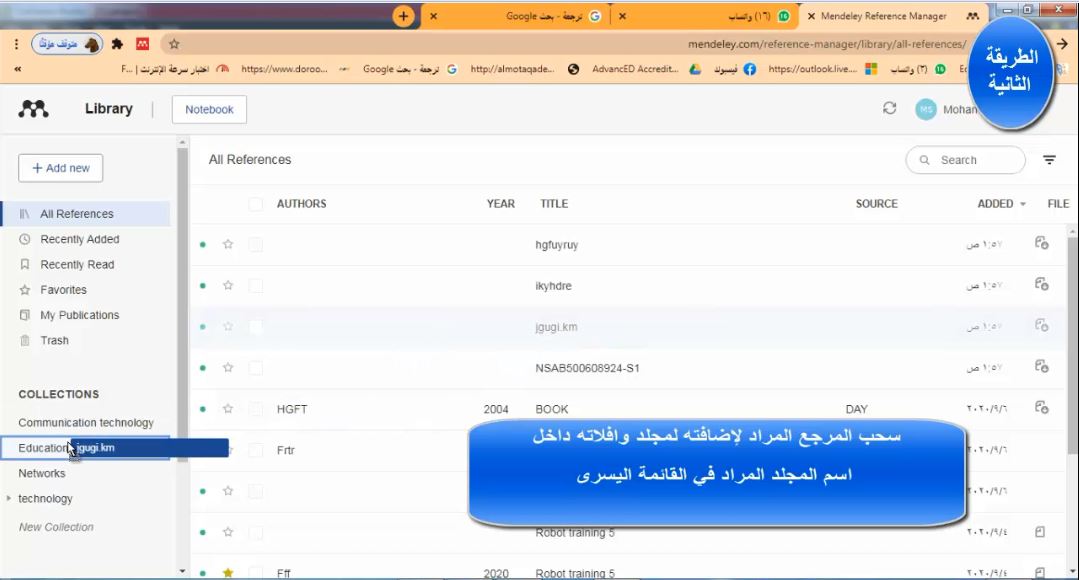 Mendeley Reference Manager
(١٦) واتساب
ترجمة - بحث Google
متوقف مؤقتًا
mendeley.com/reference-manager/library/all-references/
(٢) واتساب
https://outlook.live....
فيسبوك
AdvancED Accredit...
http://almotaqade...
ترجمة - بحث Google
https://www.doroo...
اختبار سرعة الإنترنت | F...
الطريقة
الثانية
Library
Notebook
MS
Mohan
+ Add new
All References
Search
AUTHORS YEAR TITLE SOURCE ADDED FILE
All References
Recently Added
Recently Read
Favorites
My Publications
Trash
COLLECTIONS
Communication technology
Education
jgugi.km
Networks
technology
New Collection
hgfuyruy ١:٥٧ ص
ikyhdre ١:٥٧ ص
jgugi.km ١:٥٧ ص
NSAB500608924-S1 ١:٥٧ ص
HGFT 2004 BOOK DAY ٢٠٢٠/٩/٦
Frtr ٢٠٢٠/٩/٦
٢٠٢٠/٩/٦
Robot training 5 ٢٠٢٠/٩/٤
Fff 2020 Robot training 5 ٢٠٢٠/٩/٤
سحب المرجع المراد لإضافته لمجلد وافلاته داخل
اسم المجلد المراد في القائمة اليسرى